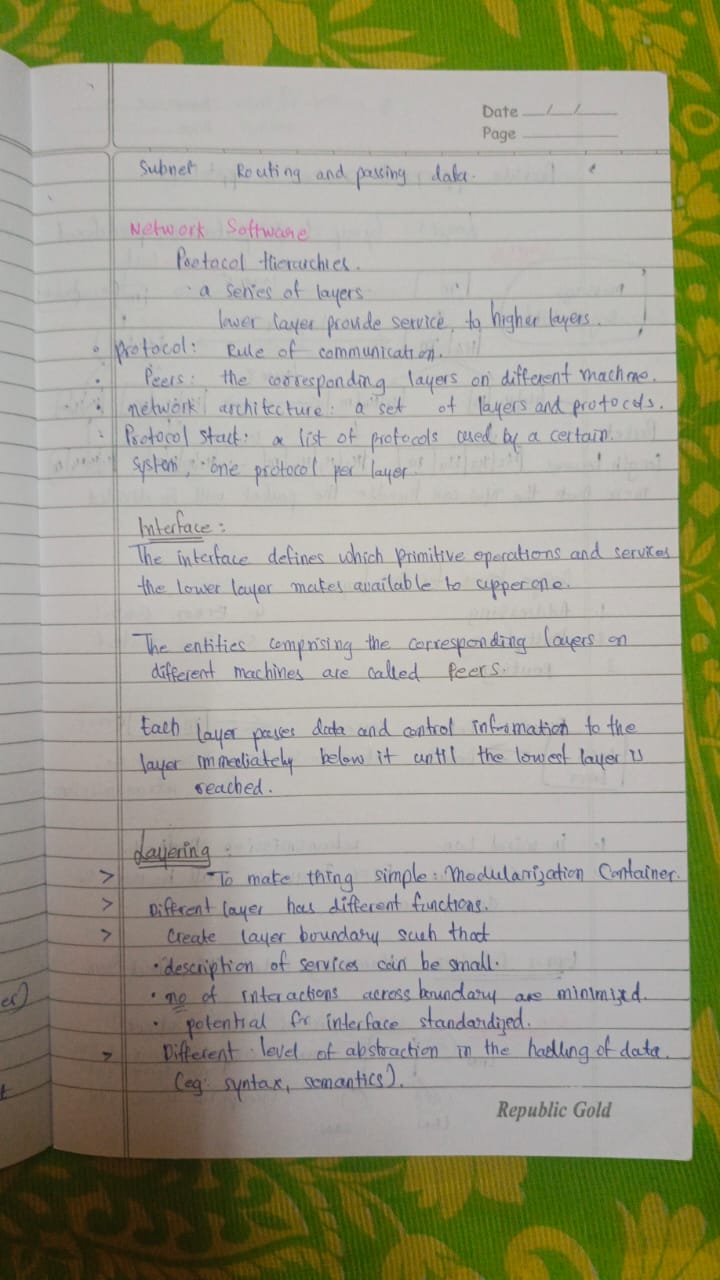 Date __/__/__
Page
Subnet : Routing and passing data.
Network Software
Protocol Hierarchies.
· a series of layers
lower layer provide service, to higher layers.
· protocol: Rule of communication.
· Peers: the corresponding layers on different machine.
· network architecture: a set of layers and protocols.
· Protocol stack: a list of protocols used by a certain
system, one protocol per layer
Interface :
The interface defines which primitive operations and services
the lower layer makes available to upper one.
The entities comprising the corresponding layers on
different machines are called Peers.
Each layer passes data and control information to the
layer immediately below it until the lowest layer is
reached.
Layering :
> To make thing simple: Modularization Container.
> Different layer has different functions.
> Create layer boundary such that
· description of services can be small.
· no of interactions across boundary are minimized.
· potential for interface standardized.
> Different level of abstraction in the hadling of data.
(eg: syntax, semantics).
es)
Republic Gold